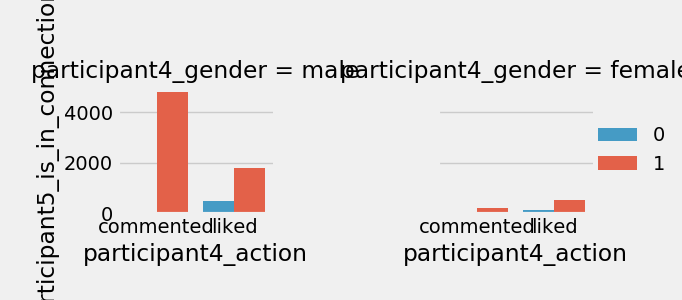 participant4_gender = male
participant4_gender = female
4000
2000
0
commented
liked
commented
liked
participant4_action
participant4_action
0
1